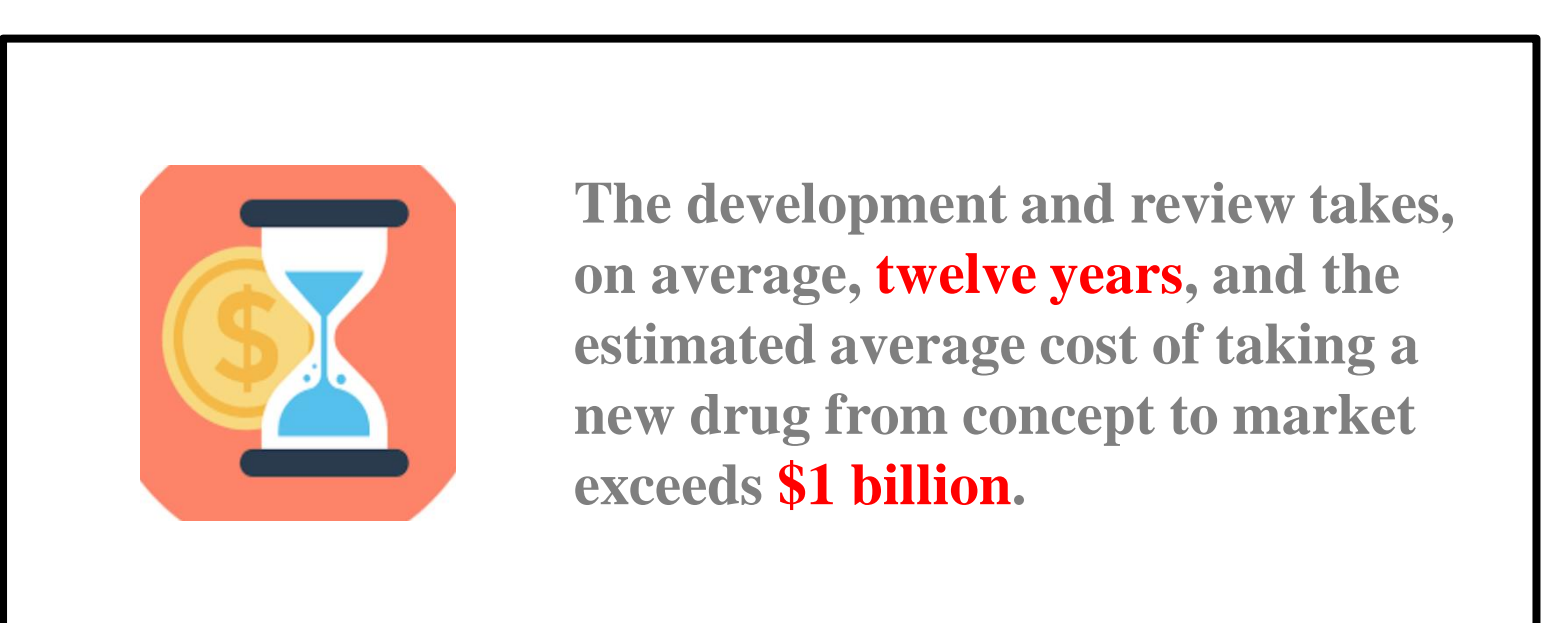 The development and review takes,
on average, twelve years, and the
estimated average cost of taking a
new drug from concept to market
exceeds $1 billion.
$